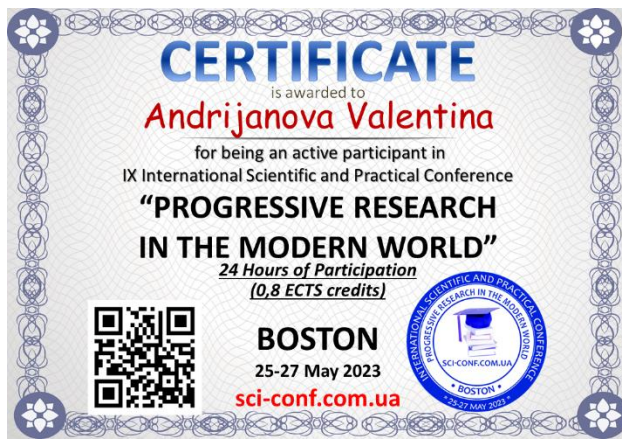 CERTIFICATE
is awarded to
Andrijanova Valentina
for being an active participant in
IX International Scientific and Practical Conference
“PROGRESSIVE RESEARCH
IN THE MODERN WORLD”
24 Hours of Participation
(0,8 ECTS credits)
BOSTON
25-27 May 2023
sci-conf.com.ua
INTERNATIONAL SCIENTIFIC AND PRACTICAL CONFERENCE
PROGRESSIVE RESEARCH IN THE MODERN WORLD
SCI-CONF.COM.UA
• BOSTON •
• 25-27 MAY 2023 •